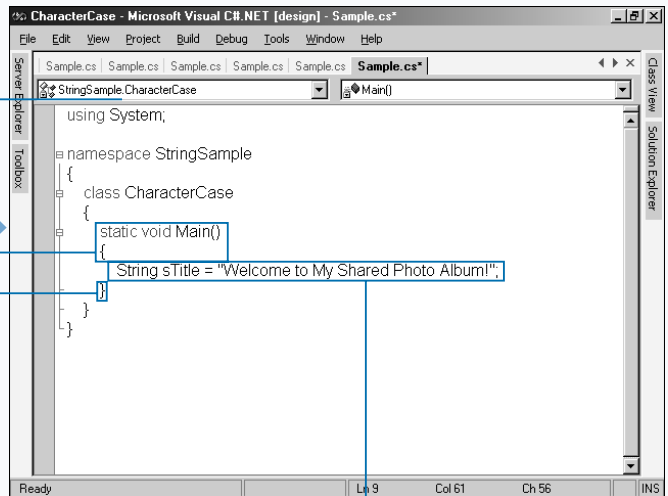 CharacterCase - Microsoft Visual C#.NET [design] - Sample.cs*
File Edit View Project Build Debug Tools Window Help
Sample.cs Sample.cs Sample.cs Sample.cs Sample.cs Sample.cs*
StringSample.CharacterCase Main()
Server Explorer
Toolbox
Class View
Solution Explorer
using System;
namespace StringSample
{
class CharacterCase
{
static void Main()
{
String sTitle = "Welcome to My Shared Photo Album!";
}
}
}
Ready Ln 9 Col 61 Ch 56 INS